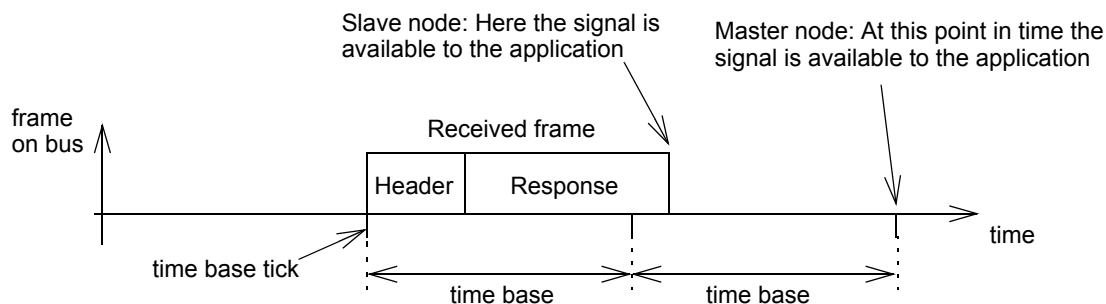 Slave node: Here the signal is
available to the application
Master node: At this point in time the
signal is available to the application
frame
on bus
Received frame
Header
Response
time
time base tick
time base
time base